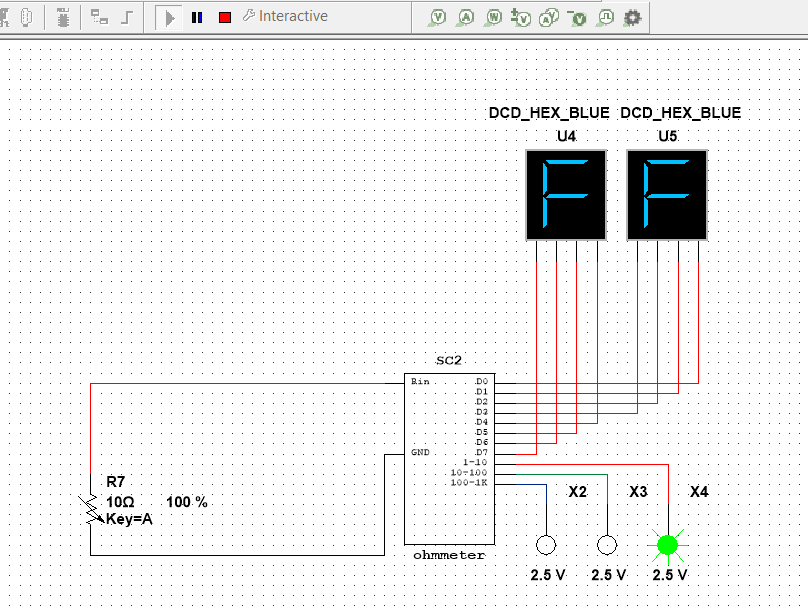 Interactive
DCD_HEX_BLUE DCD_HEX_BLUE
U4 U5
F F
SC2
Rin D0
D1
D2
D3
D4
D5
D6
GND D7
1-10
10-100
100-1K
ohmmeter
R7
10Ω 100 %
Key=A
X2 X3 X4
2.5 V 2.5 V 2.5 V